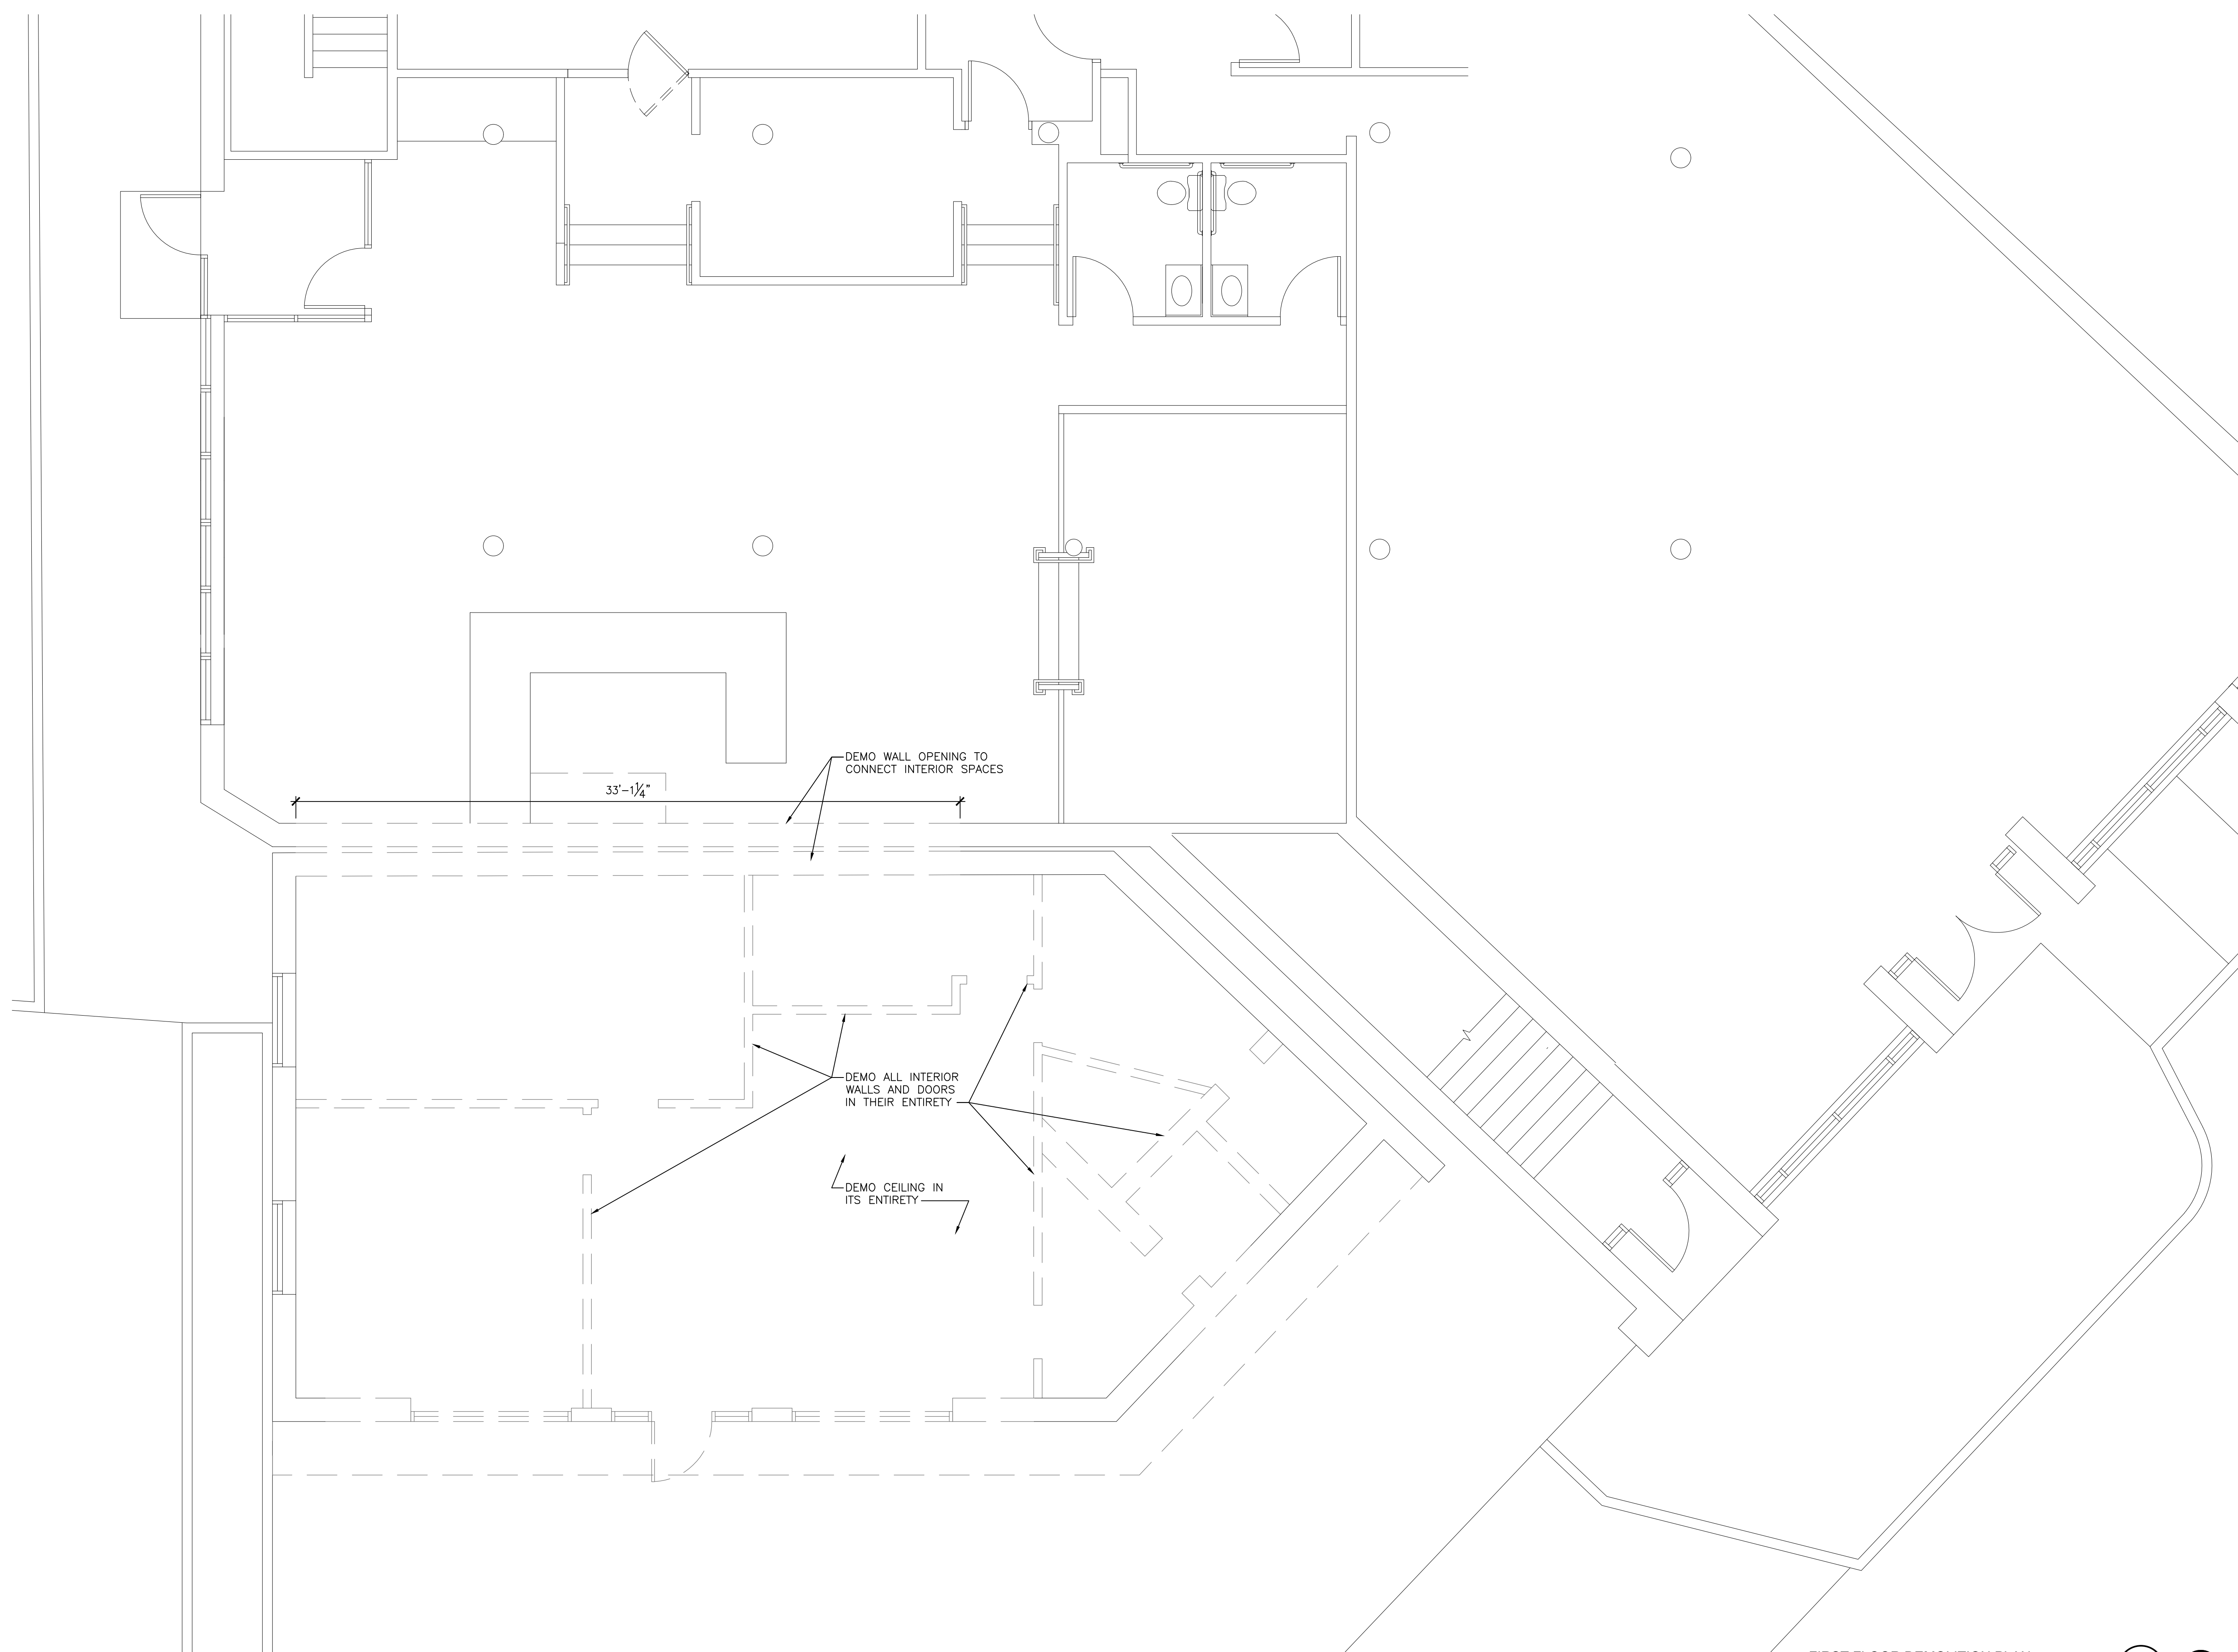 DEMO WALL OPENING TO
CONNECT INTERIOR SPACES
33'-1¼"
DEMO ALL INTERIOR
WALLS AND DOORS
IN THEIR ENTIRETY
DEMO CEILING IN
ITS ENTIRETY